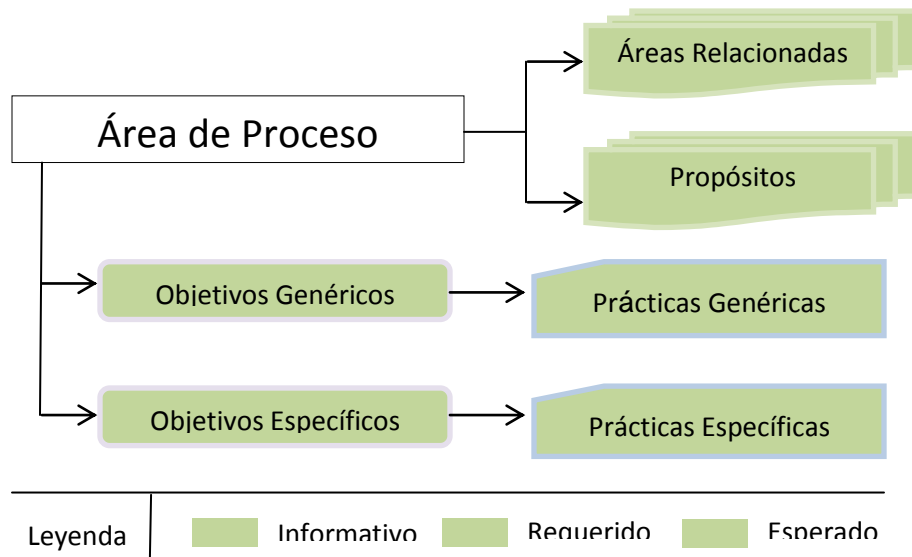 Áreas Relacionadas
Área de Proceso
Propósitos
Objetivos Genéricos
Prácticas Genéricas
Objetivos Específicos
Prácticas Específicas
Leyenda
Informativo
Requerido
Esperado